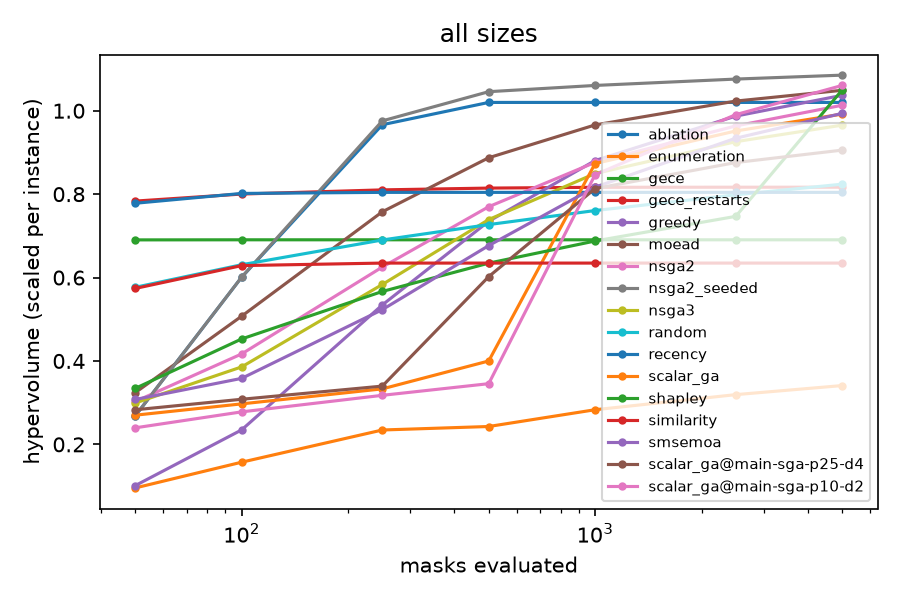 all sizes
hypervolume (scaled per instance)
1.0
0.8
0.6
0.4
0.2
10²
10³
masks evaluated
ablation
enumeration
gece
gece_restarts
greedy
moead
nsga2
nsga2_seeded
nsga3
random
recency
scalar_ga
shapley
similarity
smsemoa
scalar_ga@main-sga-p25-d4
scalar_ga@main-sga-p10-d2